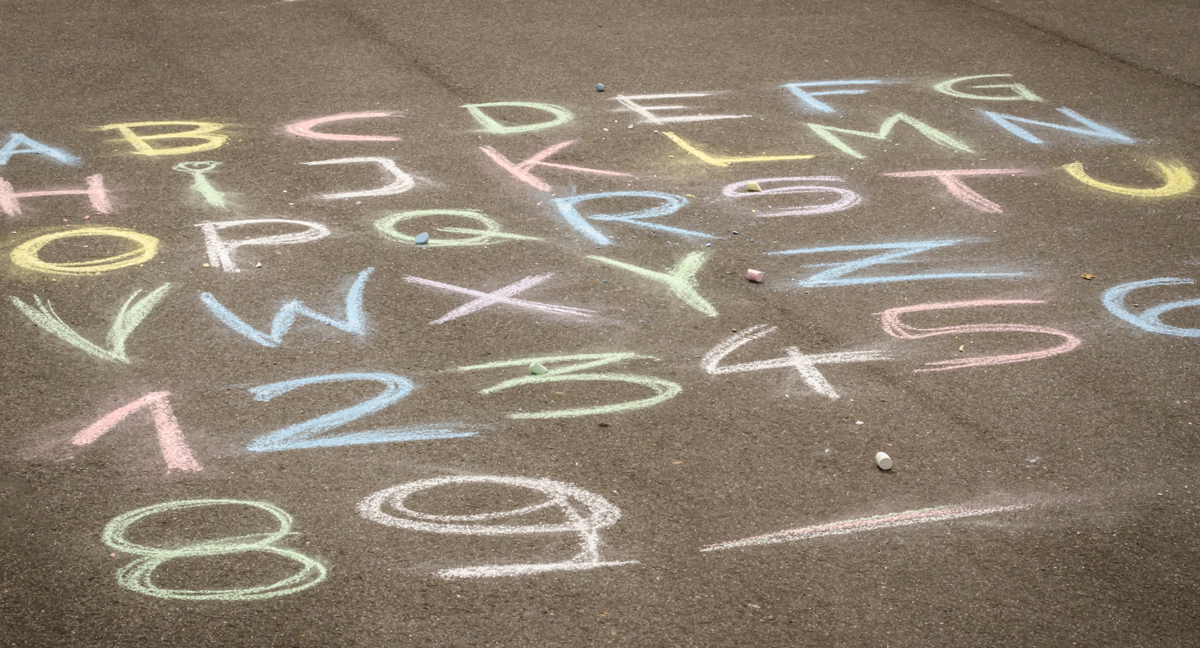 A B C D E F G
H i J K L M N
O P Q R S T U
V W X Y Z
1 2 3 4 5 6
8 9